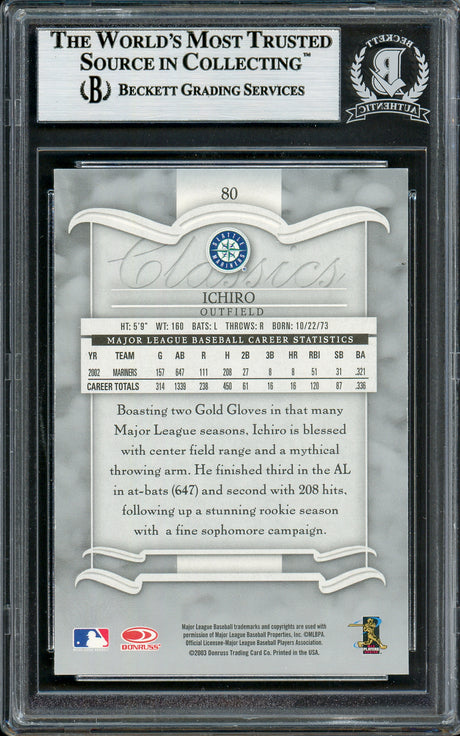 THE WORLD'S MOST TRUSTED
SOURCE IN COLLECTING™
B BECKETT GRADING SERVICES
BECKETT
AUTHENTIC
80
Classics
SEATTLE
MARINERS
ICHIRO
OUTFIELD
HT: 5'9" WT: 160 BATS: L THROWS: R BORN: 10/22/73
MAJOR LEAGUE BASEBALL CAREER STATISTICS
YR TEAM G AB R H 2B 3B HR RBI SB BA
2002 MARINERS 157 647 111 208 27 8 8 51 31 .321
CAREER TOTALS 314 1339 238 450 61 16 16 120 87 .336
Boasting two Gold Gloves in that many
Major League seasons, Ichiro is blessed
with center field range and a mythical
throwing arm. He finished third in the AL
in at-bats (647) and second with 208 hits,
following up a stunning rookie season
with a fine sophomore campaign.
Major League Baseball trademarks and copyrights are used with
permission of Major League Baseball Properties, Inc. ©MLBPA.
Official Licensee-Major League Baseball Players Association.
©2003 Donruss Trading Card Co. Printed in the USA.
DONRUSS
PLAYERS